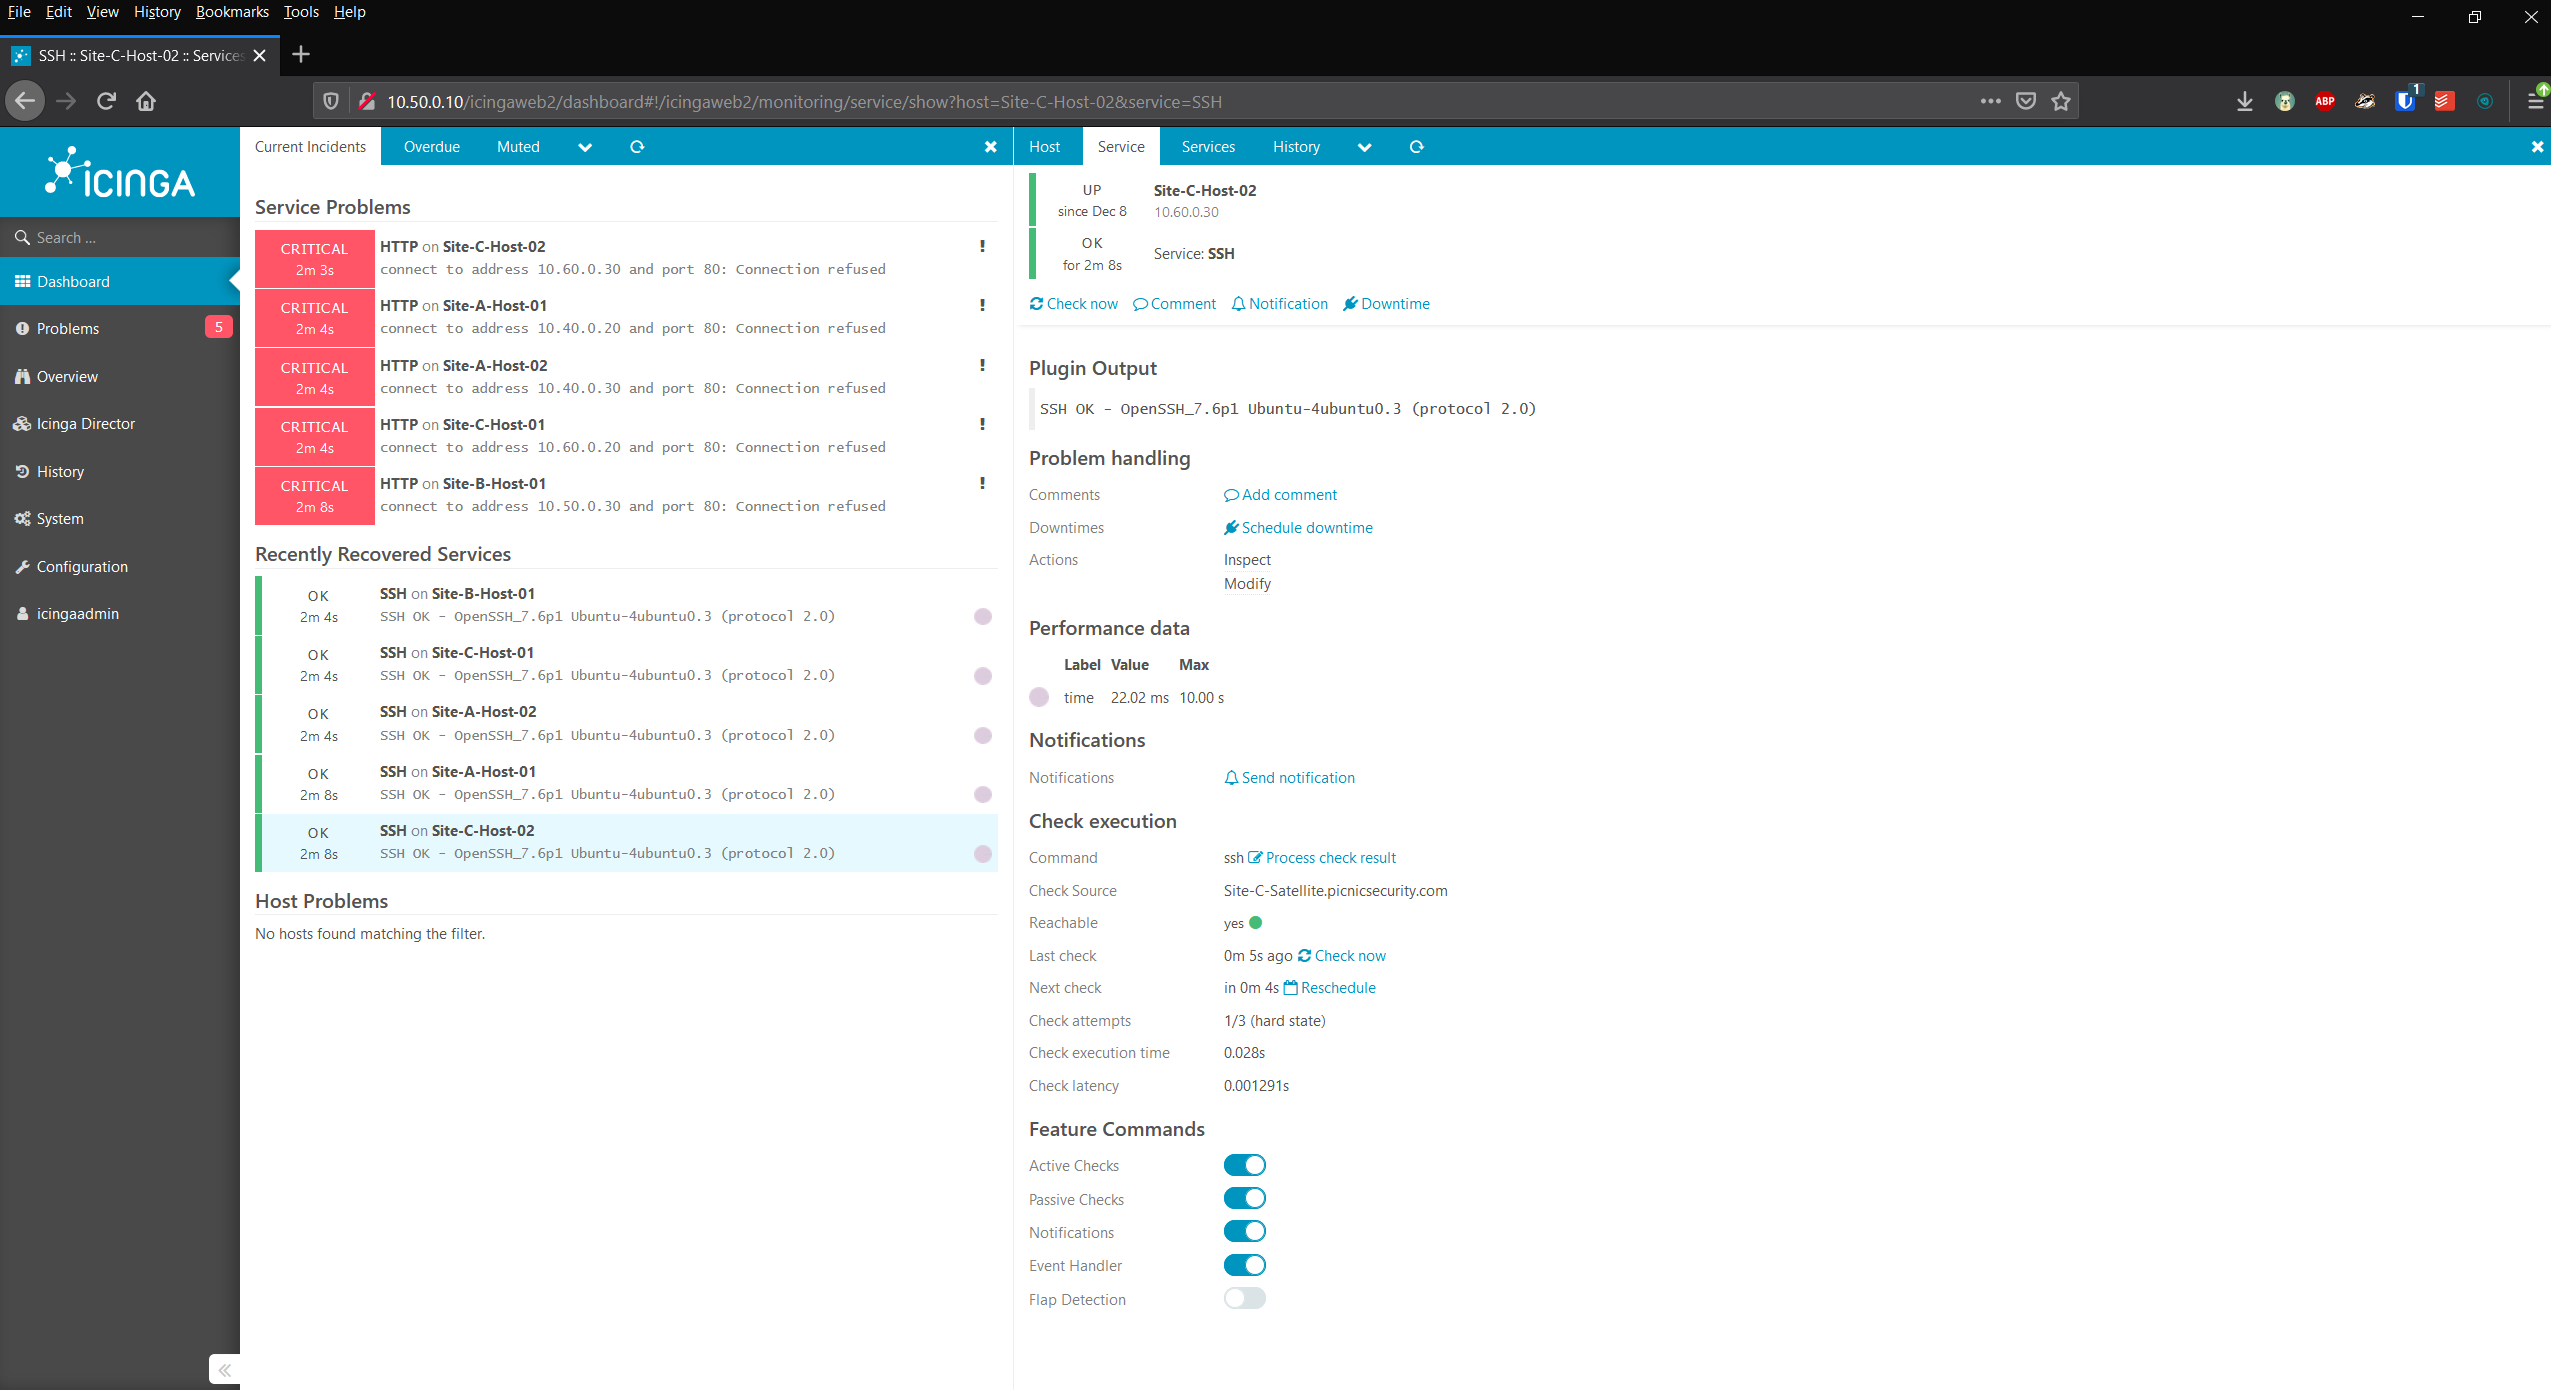 File Edit View History Bookmarks Tools Help
SSH :: Site-C-Host-02 :: Services
10.50.0.10/icingaweb2/dashboard#!/icingaweb2/monitoring/service/show?host=Site-C-Host-02&service=SSH
ABP
1
ICINGA
Search ...
Dashboard
Problems 5
Overview
Icinga Director
History
System
Configuration
icingaadmin
Current Incidents Overdue Muted
Service Problems
CRITICAL HTTP on Site-C-Host-02 !
2m 3s connect to address 10.60.0.30 and port 80: Connection refused
CRITICAL HTTP on Site-A-Host-01 !
2m 4s connect to address 10.40.0.20 and port 80: Connection refused
CRITICAL HTTP on Site-A-Host-02 !
2m 4s connect to address 10.40.0.30 and port 80: Connection refused
CRITICAL HTTP on Site-C-Host-01 !
2m 4s connect to address 10.60.0.20 and port 80: Connection refused
CRITICAL HTTP on Site-B-Host-01 !
2m 8s connect to address 10.50.0.30 and port 80: Connection refused
Recently Recovered Services
OK SSH on Site-B-Host-01
2m 4s SSH OK - OpenSSH_7.6p1 Ubuntu-4ubuntu0.3 (protocol 2.0)
OK SSH on Site-C-Host-01
2m 4s SSH OK - OpenSSH_7.6p1 Ubuntu-4ubuntu0.3 (protocol 2.0)
OK SSH on Site-A-Host-02
2m 4s SSH OK - OpenSSH_7.6p1 Ubuntu-4ubuntu0.3 (protocol 2.0)
OK SSH on Site-A-Host-01
2m 8s SSH OK - OpenSSH_7.6p1 Ubuntu-4ubuntu0.3 (protocol 2.0)
OK SSH on Site-C-Host-02
2m 8s SSH OK - OpenSSH_7.6p1 Ubuntu-4ubuntu0.3 (protocol 2.0)
Host Problems
No hosts found matching the filter.
Host Service Services History
UP Site-C-Host-02
since Dec 8 10.60.0.30
OK
Service: SSH
for 2m 8s
Check now Comment Notification Downtime
Plugin Output
SSH OK - OpenSSH_7.6p1 Ubuntu-4ubuntu0.3 (protocol 2.0)
Problem handling
Comments Add comment
Downtimes Schedule downtime
Actions Inspect
Modify
Performance data
Label Value Max
time 22.02 ms 10.00 s
Notifications
Notifications Send notification
Check execution
Command ssh Process check result
Check Source Site-C-Satellite.picnicsecurity.com
Reachable yes
Last check 0m 5s ago Check now
Next check in 0m 4s Reschedule
Check attempts 1/3 (hard state)
Check execution time 0.028s
Check latency 0.001291s
Feature Commands
Active Checks
Passive Checks
Notifications
Event Handler
Flap Detection